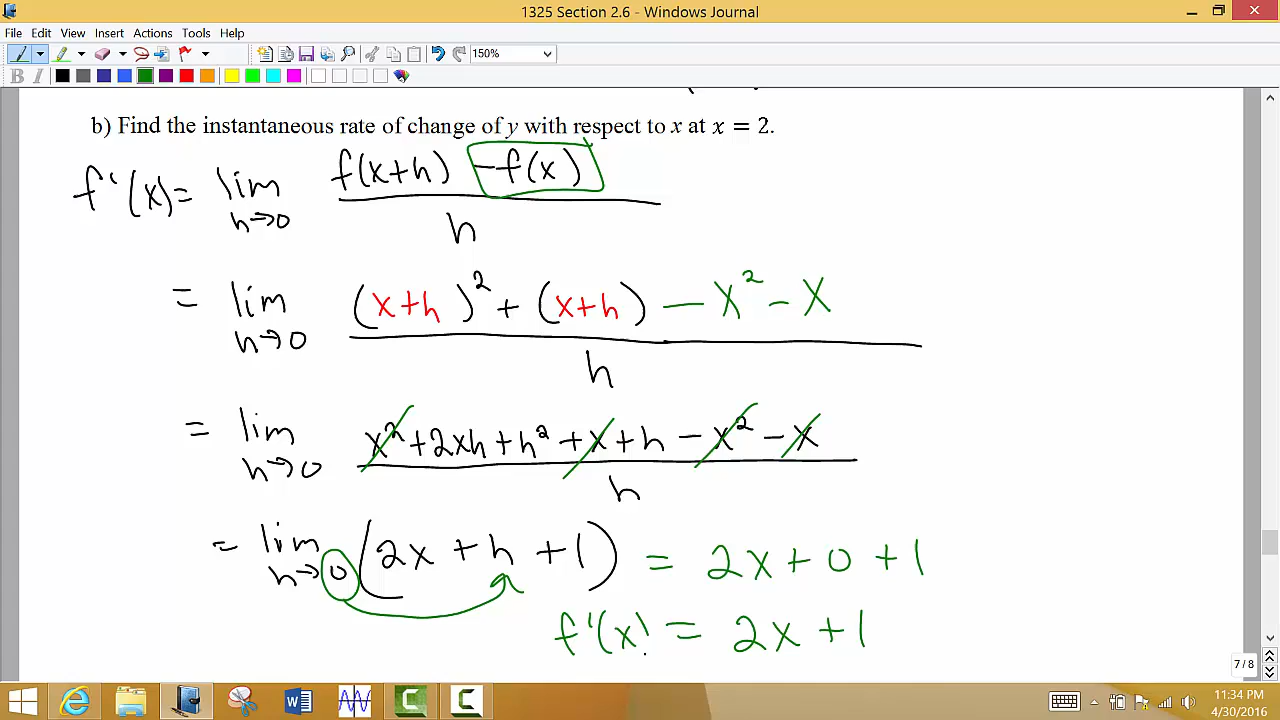 1325 Section 2.6 - Windows Journal
File Edit View Insert Actions Tools Help
150%
B I
b) Find the instantaneous rate of change of y with respect to x at x = 2.
f'(x) = lim h→0 f(x+h) - f(x)
h
= lim h→0 (x+h)² + (x+h) - x² - x
h
= lim h→0 x² + 2xh + h² + x + h - x² - x
h
= lim h→0 (2x + h + 1) = 2x + 0 + 1
f'(x) = 2x + 1
7 / 8
11:34 PM
4/30/2016